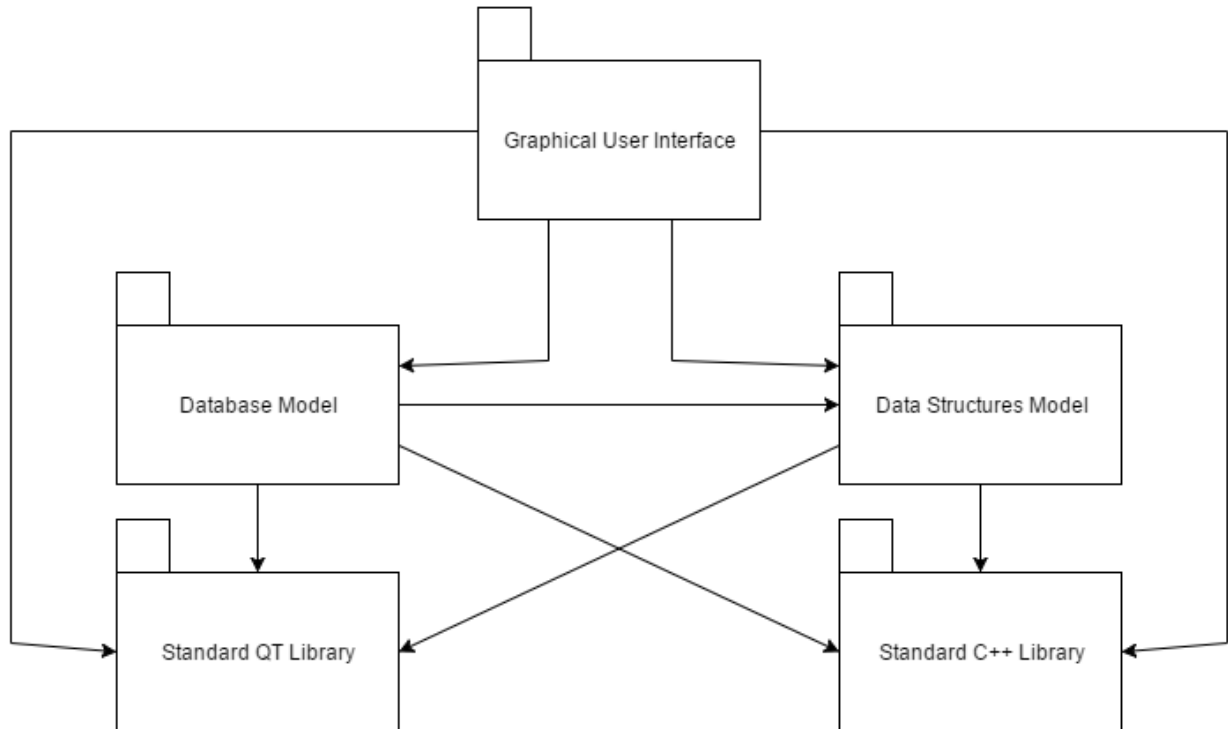 Graphical User Interface
Database Model
Data Structures Model
Standard QT Library
Standard C++ Library